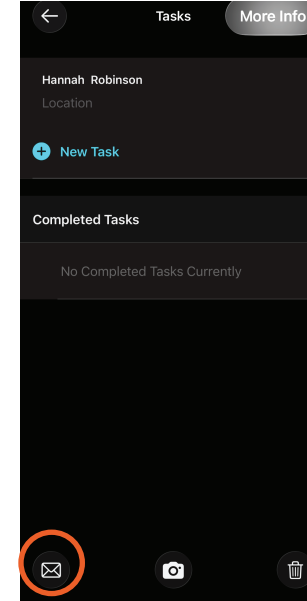 Tasks
More Info
Hannah Robinson
Location
New Task
Completed Tasks
No Completed Tasks Currently